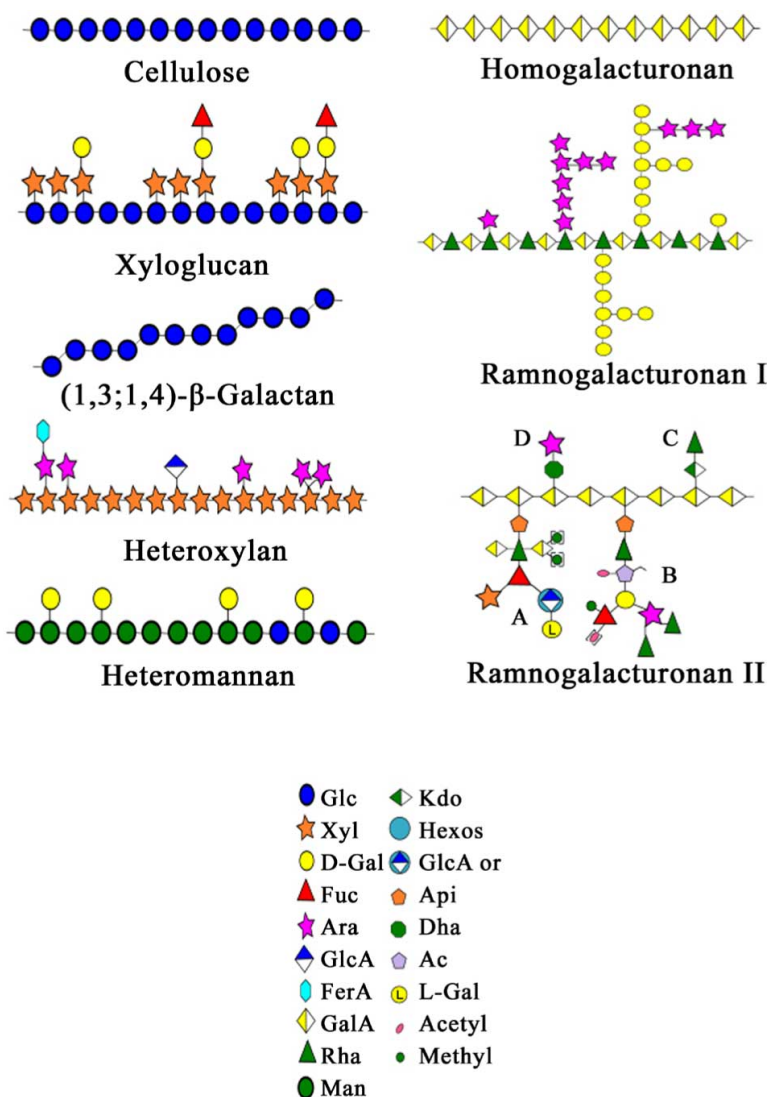 Cellulose
Xyloglucan
(1,3;1,4)-β-Galactan
Heteroxylan
Heteromannan
Homogalacturonan
Ramnogalacturonan I
D
C
B
A
L
Ramnogalacturonan II
Glc
Xyl
D-Gal
Fuc
Ara
GlcA
FerA
GalA
Rha
Man
Kdo
Hexos
GlcA or
Api
Dha
Ac
L L-Gal
Acetyl
Methyl